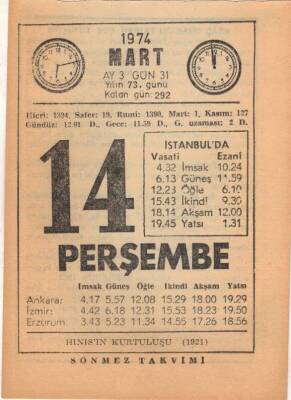 1974
MART
AY 3 GÜN 31
Yılın 73. günü
Kalan gün: 292
Hicri: 1394, Safer: 19, Rumi: 1390, Mart: 1, Kasım: 127
Gündüz: 12.01 D., Gece: 11.59 D., G. uzaması: 2 D.
14
İSTANBUL'DA
Vasati Ezani
4.32 İmsak 10.24
6.13 Güneş 11.59
12.23 Öğle 6.10
15.43 İkindi 9.30
18.14 Akşam 12.00
19.45 Yatsı 1.31
PERŞEMBE
İmsak Güneş Öğle İkindi Akşam Yatsı
Ankara: 4.17 5.57 12.08 15.29 18.00 19.29
İzmir: 4.42 6.18 12.31 15.53 18.23 19.50
Erzurum: 3.43 5.23 11.34 14.55 17.26 18.56
HINIS'IN KURTULUŞU (1921)
SÖNMEZ TAKVİMİ